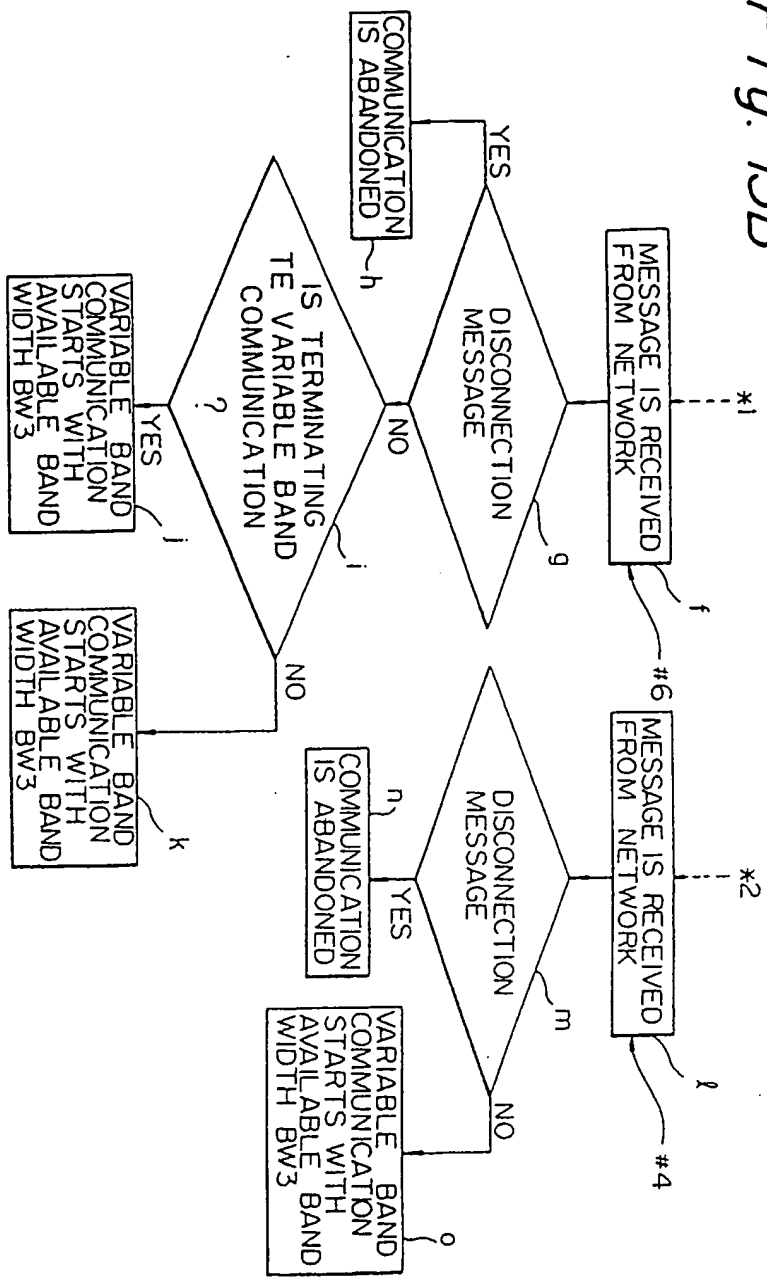 Fig. 15B
*1
MESSAGE IS RECEIVED
FROM NETWORK
f
#6
DISCONNECTION
MESSAGE
g
YES
COMMUNICATION
IS ABANDONED
h
NO
IS TERMINATING
TE VARIABLE BAND
COMMUNICATION
?
i
YES
VARIABLE BAND
COMMUNICATION
STARTS WITH
AVAILABLE BAND
WIDTH BW3
j
NO
VARIABLE BAND
COMMUNICATION
STARTS WITH
AVAILABLE BAND
WIDTH BW3
k
*2
MESSAGE IS RECEIVED
FROM NETWORK
ℓ
#4
DISCONNECTION
MESSAGE
m
YES
COMMUNICATION
IS ABANDONED
n
NO
VARIABLE BAND
COMMUNICATION
STARTS WITH
AVAILABLE BAND
WIDTH BW3
o